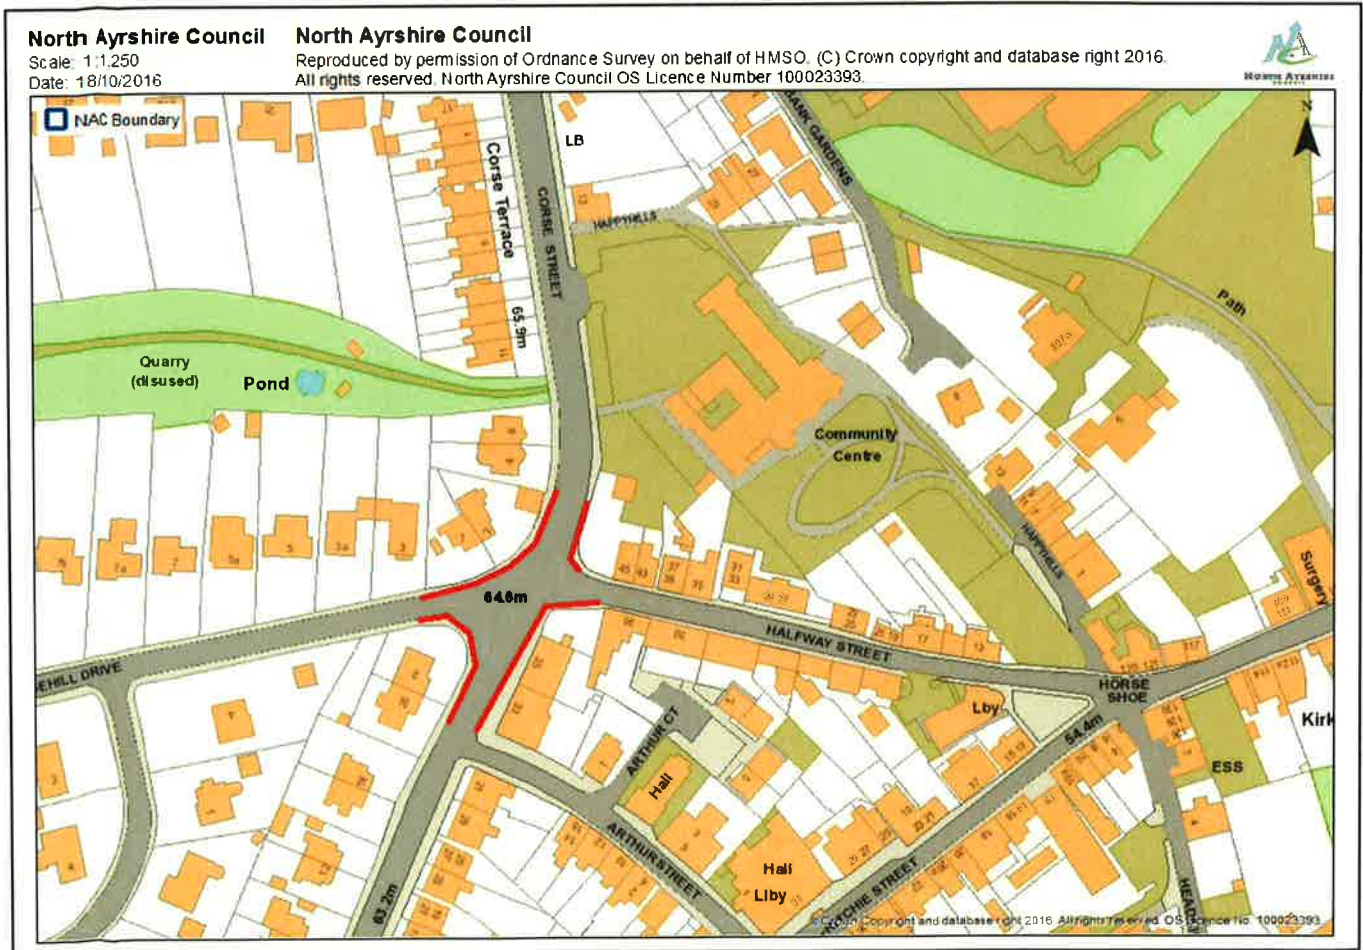 North Ayrshire Council
Scale: 1:1,250
Date: 18/10/2016
North Ayrshire Council
Reproduced by permission of Ordnance Survey on behalf of HMSO. (C) Crown copyright and database right 2016.
All rights reserved. North Ayrshire Council OS Licence Number 100023393.
NORTH AYRSHIRE
N
NAC Boundary
LB
BANK GARDENS
Corse Terrace
CORSE STREET
HAPPYHILLS
65.9m
Path
Quarry
(disused)
Pond
Community
Centre
HAPPYHILLS
Surgery
64.6m
HALFWAY STREET
EHILL DRIVE
HORSE
SHOE
Lby
54.4m
Kirk
ARTHUR CT
Hall
ESS
ARTHUR STREET
Hall
Liby
RITCHIE STREET
63.2m
HEAD
© Crown Copyright and database right 2016. All rights reserved. OS Licence No. 100023393